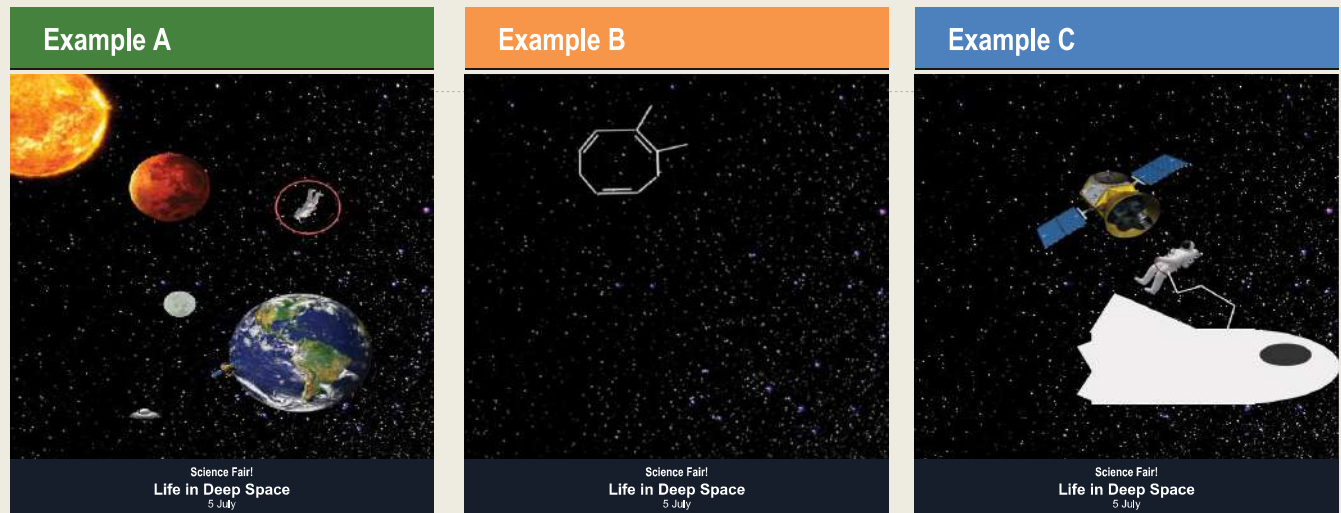 Example A
Science Fair!
Life in Deep Space
5 July
Example B
Science Fair!
Life in Deep Space
5 July
Example C
Science Fair!
Life in Deep Space
5 July